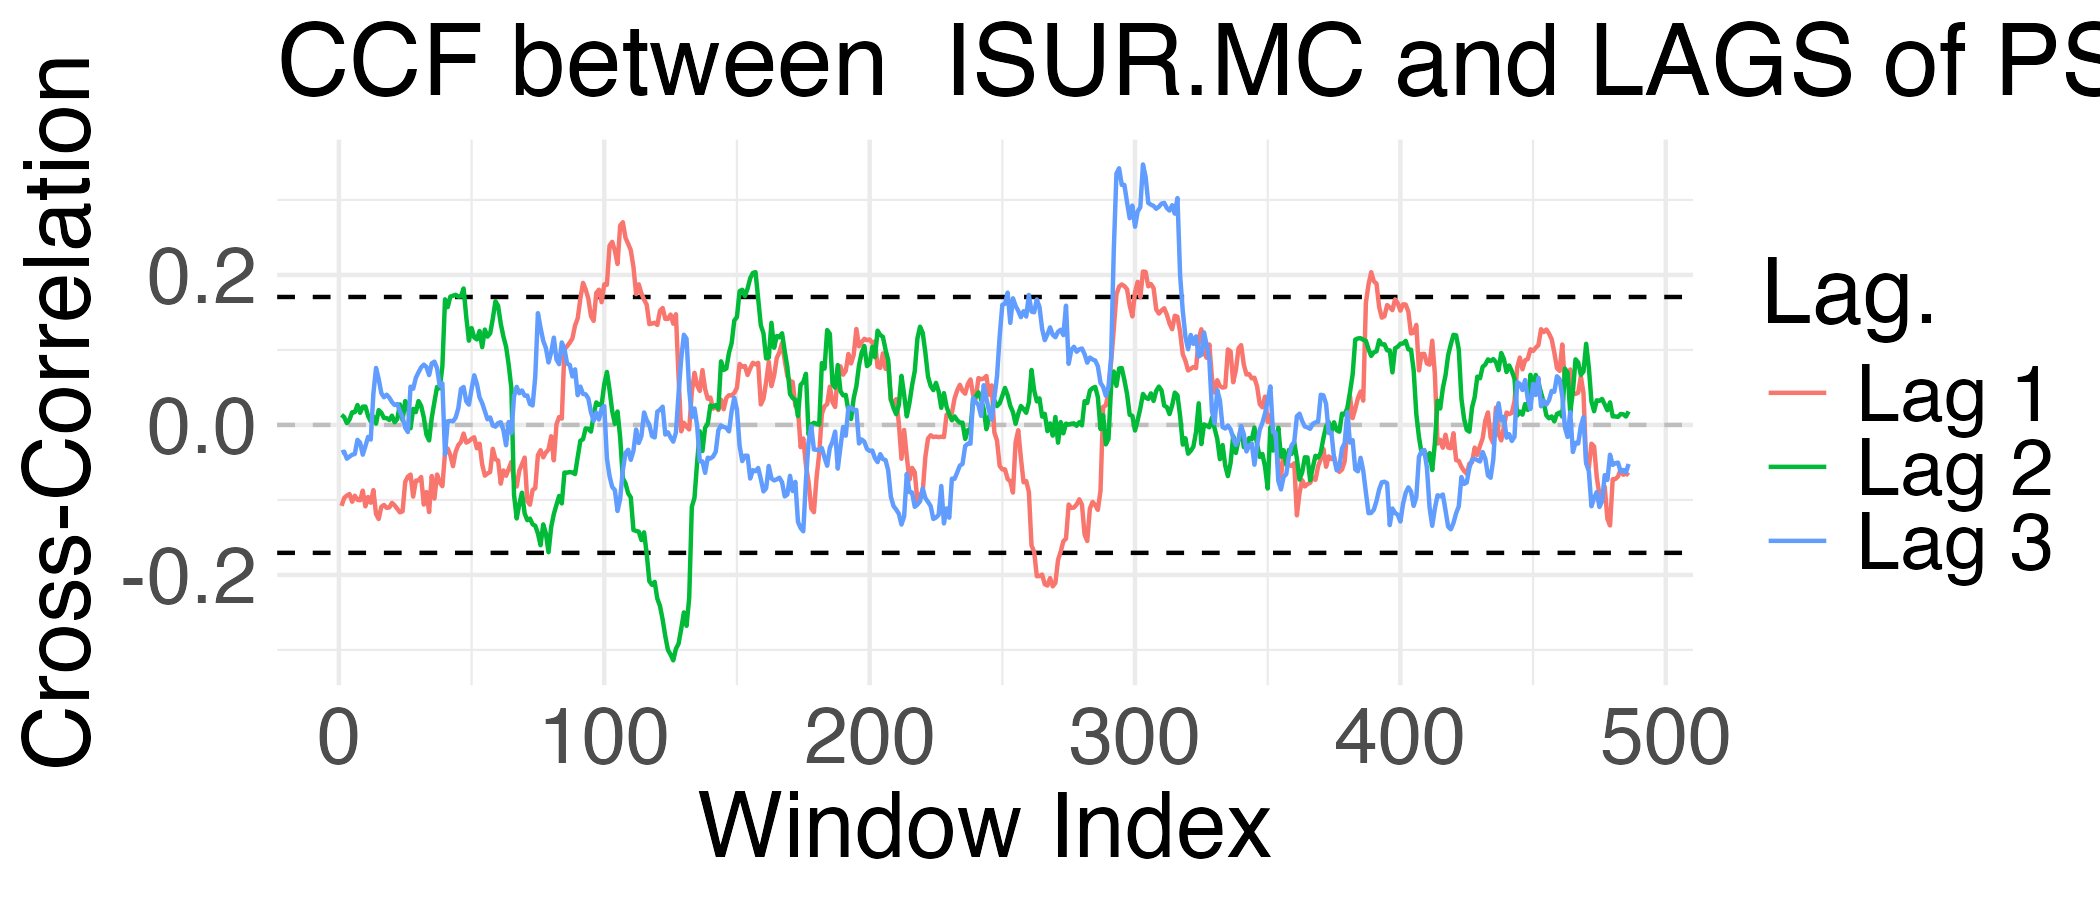 CCF between ISUR.MC and LAGS of PS
Cross-Correlation
0.2
0.0
-0.2
0
100
200
300
400
500
Window Index
Lag.
Lag 1
Lag 2
Lag 3